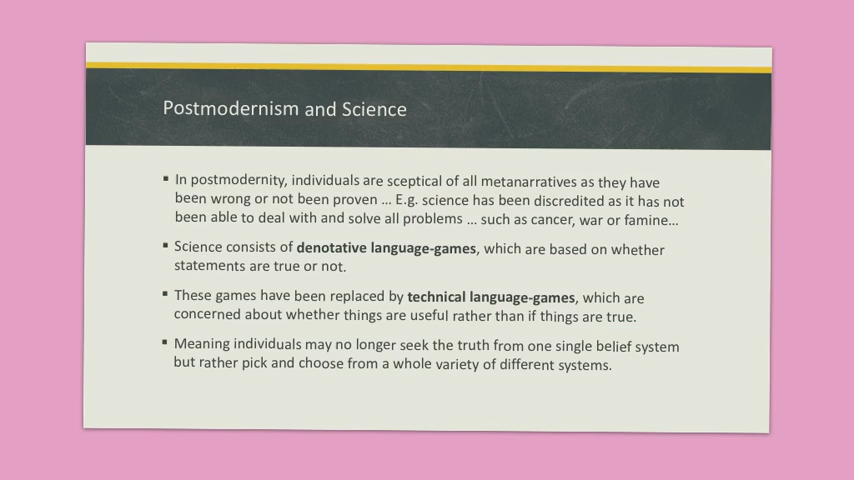 Postmodernism and Science
▪ In postmodernity, individuals are sceptical of all metanarratives as they have
been wrong or not been proven ... E.g. science has been discredited as it has not
been able to deal with and solve all problems ... such as cancer, war or famine...
▪ Science consists of denotative language-games, which are based on whether
statements are true or not.
▪ These games have been replaced by technical language-games, which are
concerned about whether things are useful rather than if things are true.
▪ Meaning individuals may no longer seek the truth from one single belief system
but rather pick and choose from a whole variety of different systems.